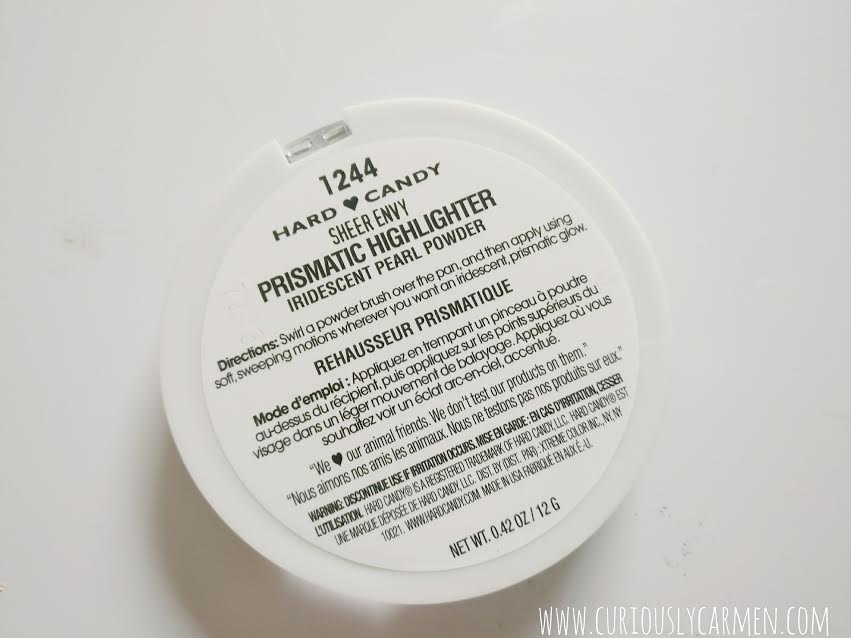 1244
HARD ♥ CANDY
SHEER ENVY
PRISMATIC HIGHLIGHTER
IRIDESCENT PEARL POWDER
Directions: Swirl a powder brush over the pan, and then apply using
soft, sweeping motions wherever you want an iridescent, prismatic glow.
REHAUSSEUR PRISMATIQUE
Mode d'emploi : Appliquez en trempant un pinceau à poudre
au-dessus du récipient, puis appliquez sur les points supérieurs du
visage dans un léger mouvement de balayage. Appliquez où vous
souhaitez voir un éclat arc-en-ciel, accentué.
"We ♥ our animal friends. We don't test our products on them."
"Nous aimons nos amis les animaux. Nous ne testons pas nos produits sur eux."
WARNING: DISCONTINUE USE IF IRRITATION OCCURS. MISE EN GARDE : EN CAS D'IRRITATION, CESSER
L'UTILISATION. HARD CANDY® IS A REGISTERED TRADEMARK OF HARD CANDY, LLC. HARD CANDY® EST
UNE MARQUE DÉPOSÉE DE HARD CANDY, LLC. DIST. BY (DIST. PAR) : XTREME COLOR INC., NY, NY
10021. WWW.HARDCANDY.COM MADE IN USA FABRIQUÉ EN AUX É.-U.
NET WT. 0.42 OZ / 12 G
WWW.CURIOUSLYCARMEN.COM